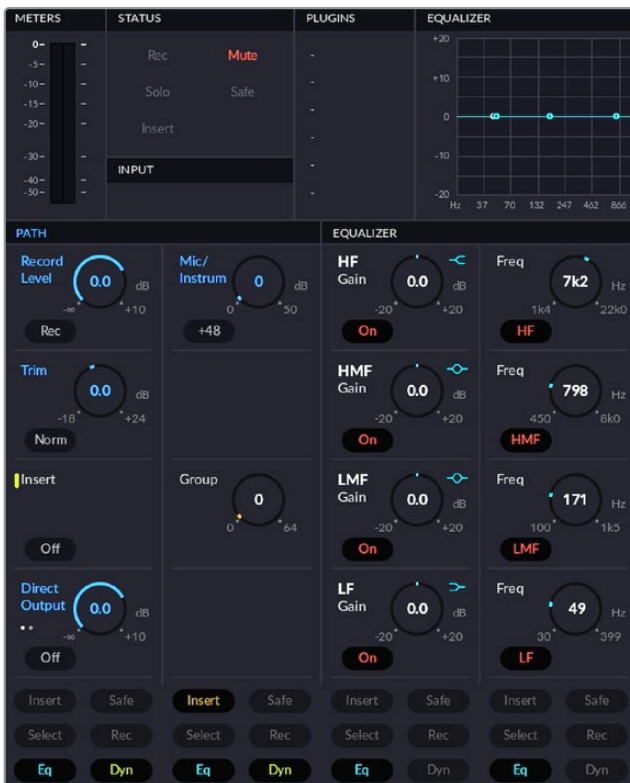 METERS
STATUS
PLUGINS
EQUALIZER
0-
-5-
-10-
-15-
-20-
-30-
-40-
-50-
Rec
Mute
Solo
Safe
Insert
INPUT
-
-
-
-
-
-
+20
+10
0
-10
-20
Hz 37 70 132 247 462 866
PATH
EQUALIZER
Record
Level
0.0
dB
-∞
+10
Rec
Mic/
Instrum
0
dB
0
50
+48
HF
Gain
0.0
dB
-20
+20
On
Freq
7k2
Hz
1k4
22k0
HF
Trim
0.0
dB
-18
+24
Norm
HMF
Gain
0.0
dB
-20
+20
On
Freq
798
Hz
450
8k0
HMF
Insert
Off
Group
0
0
64
LMF
Gain
0.0
dB
-20
+20
On
Freq
171
Hz
100
1k5
LMF
Direct
Output
0.0
dB
-∞
+10
Off
LF
Gain
0.0
dB
-20
+20
On
Freq
49
Hz
30
399
LF
Insert Safe Insert Safe Insert Safe Insert Safe
Select Rec Select Rec Select Rec Select Rec
Eq Dyn Eq Dyn Eq Dyn Eq Dyn